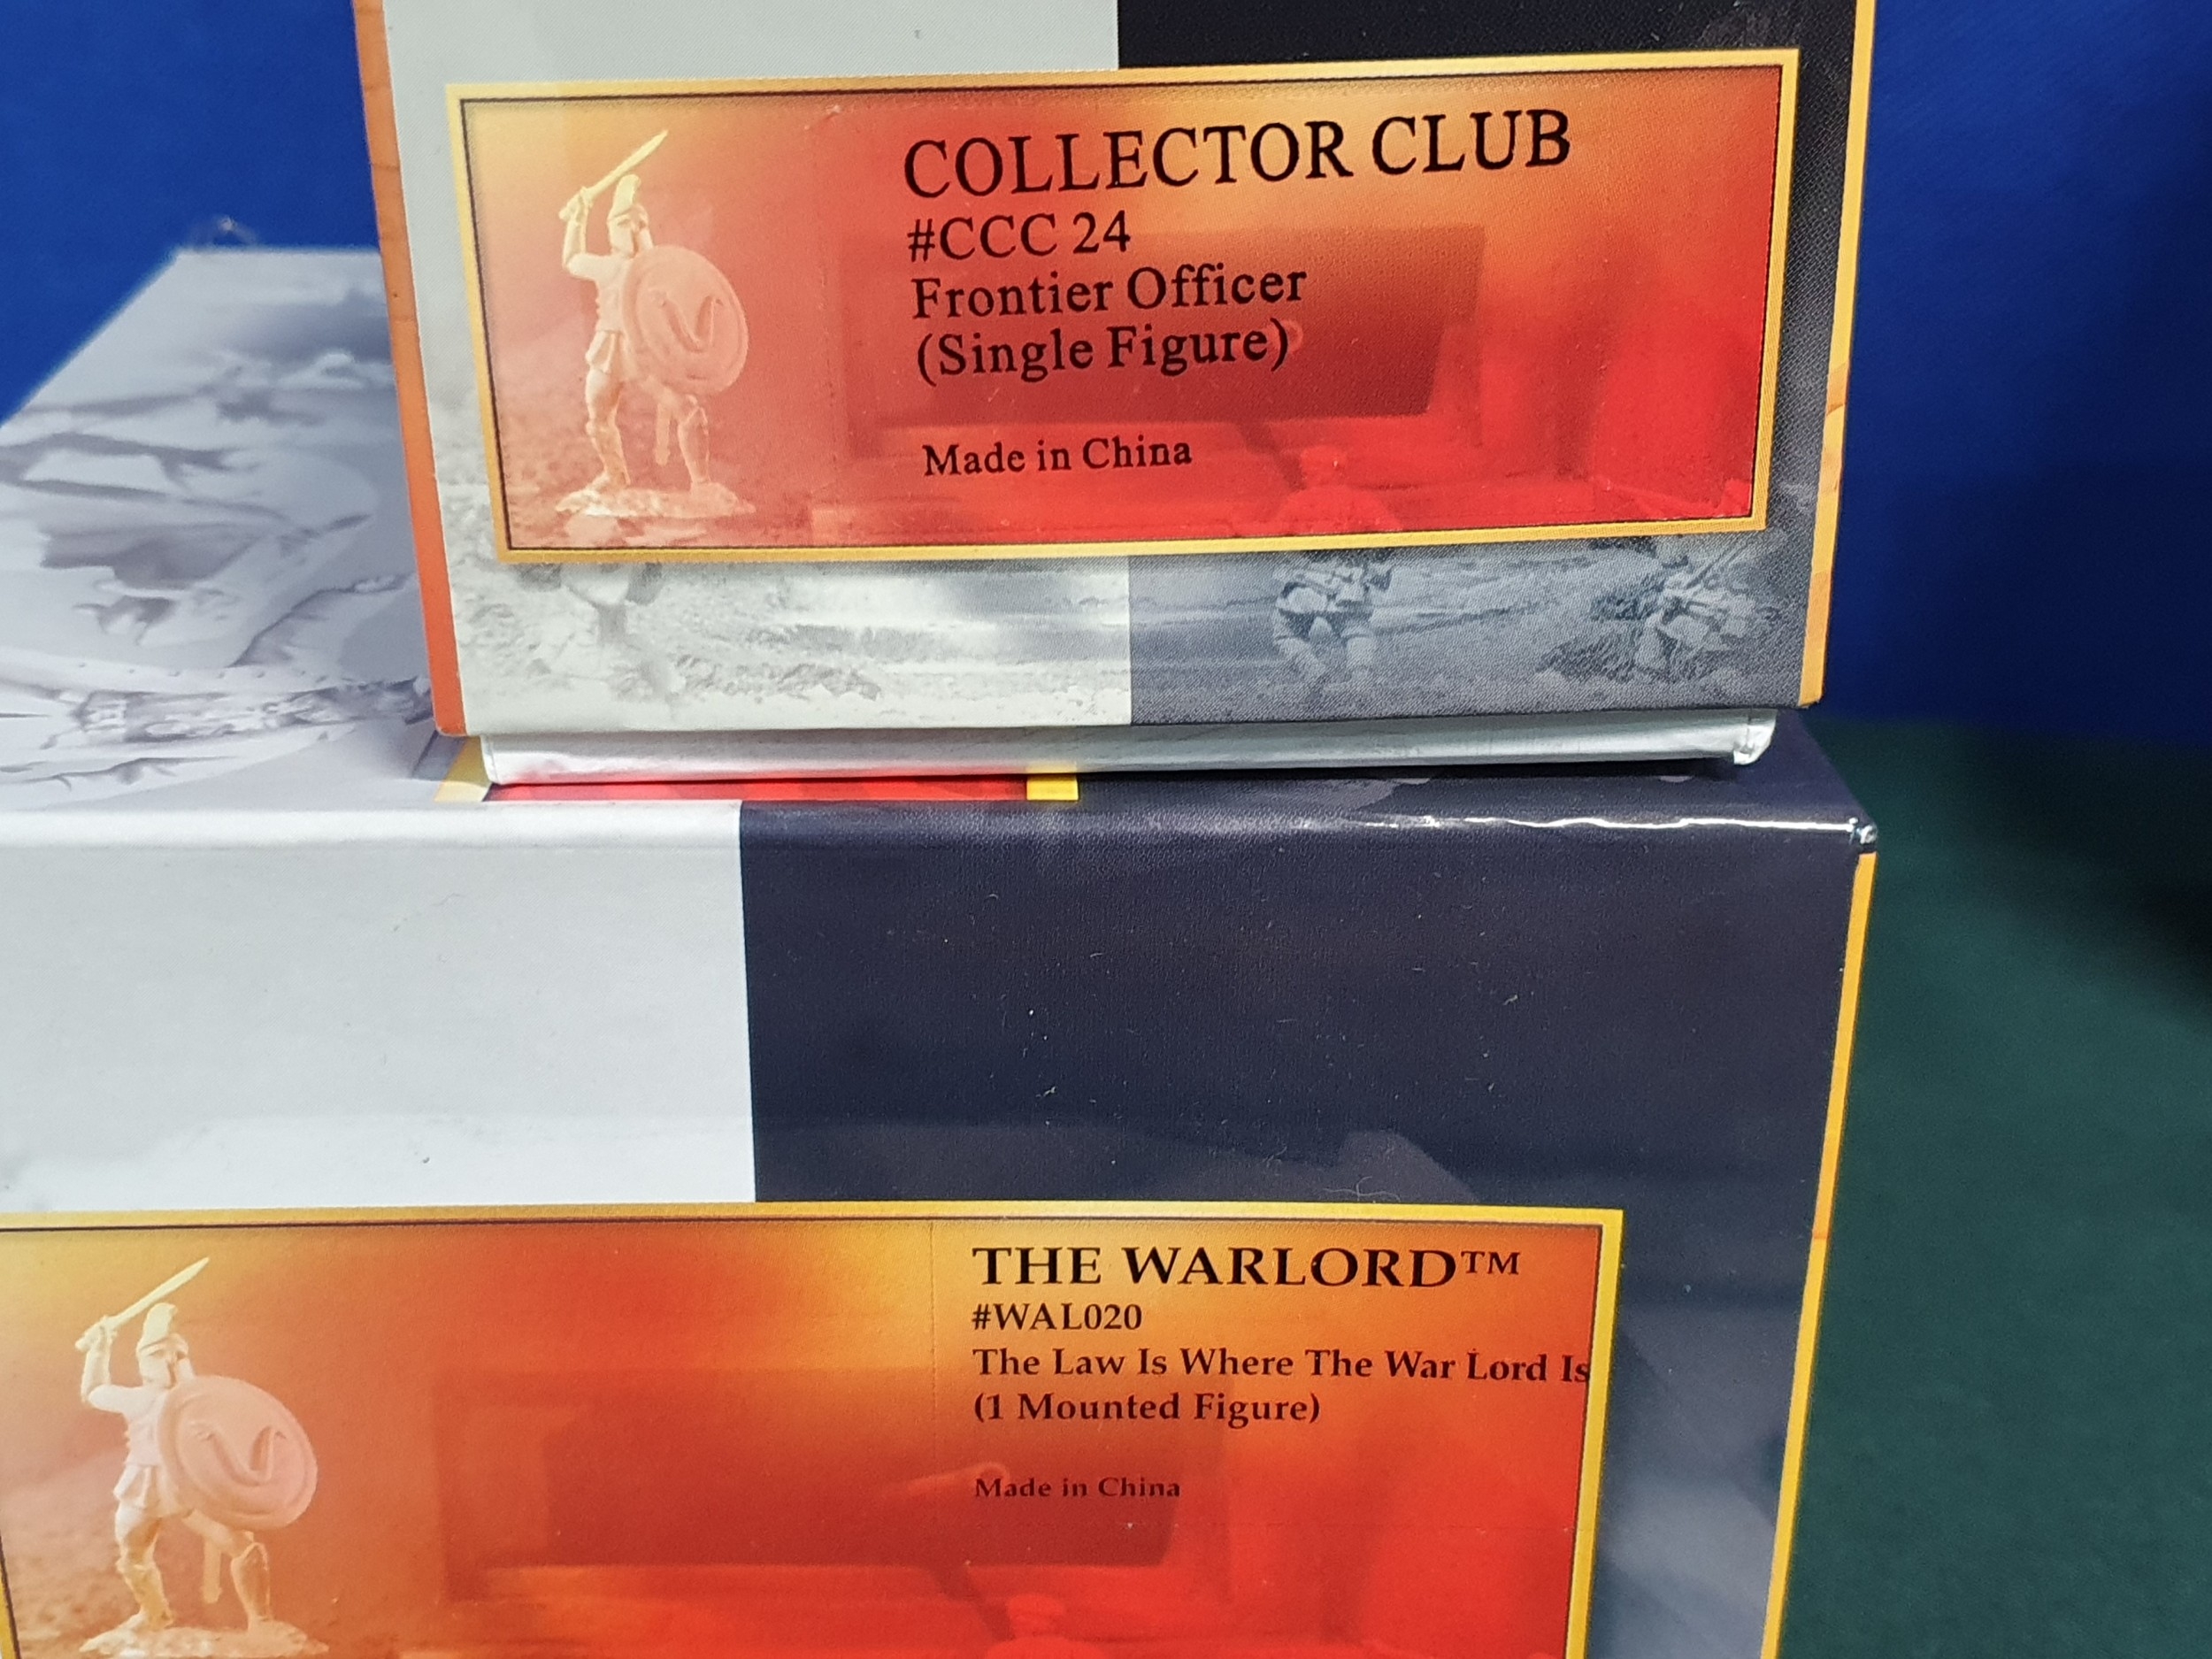 COLLECTOR CLUB
#CCC 24
Frontier Officer
(Single Figure)
Made in China
THE WARLORD™
#WAL020
The Law Is Where The War Lord Is
(1 Mounted Figure)
Made in China